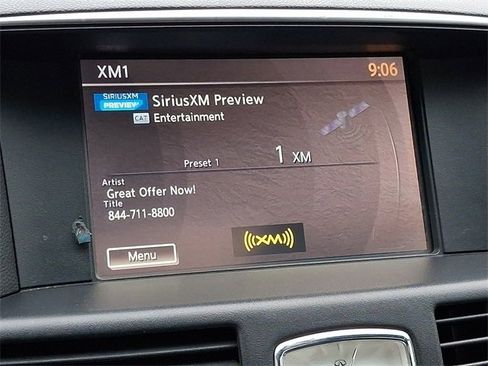 XM1 9:06
SIRIUSXM
PREVIEW
SiriusXM Preview
CAT Entertainment
Preset 1 1 XM
Artist
Great Offer Now!
Title
844-711-8800
((XM))
Menu